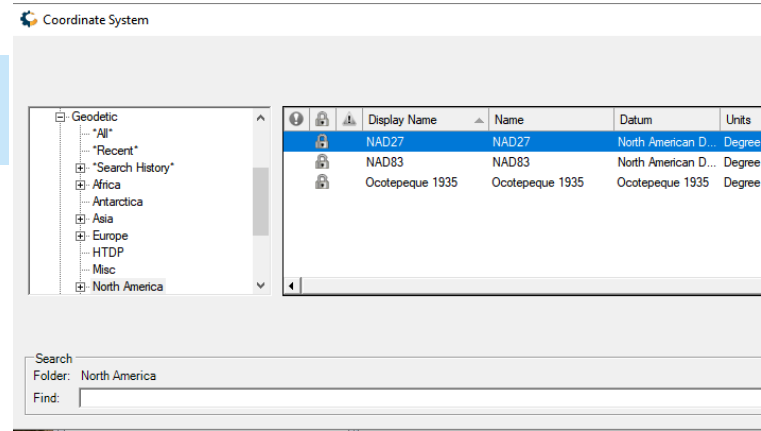 Coordinate System
Geodetic
*All*
*Recent*
*Search History*
Africa
Antarctica
Asia
Europe
HTDP
Misc
North America
Display Name Name Datum Units
NAD27 NAD27 North American D... Degree
NAD83 NAD83 North American D... Degree
Ocotepeque 1935 Ocotepeque 1935 Ocotepeque 1935 Degree
Search
Folder: North America
Find: